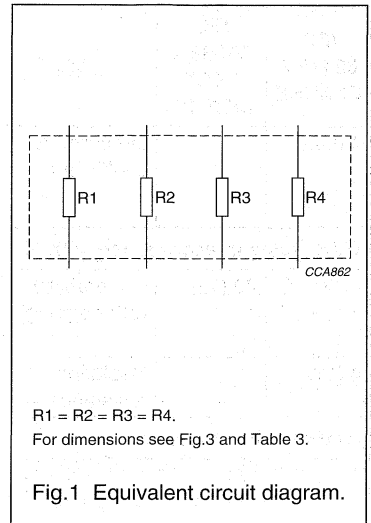 R1 R2 R3 R4
CCA862
R1 = R2 = R3 = R4.
For dimensions see Fig.3 and Table 3.
Fig.1 Equivalent circuit diagram.